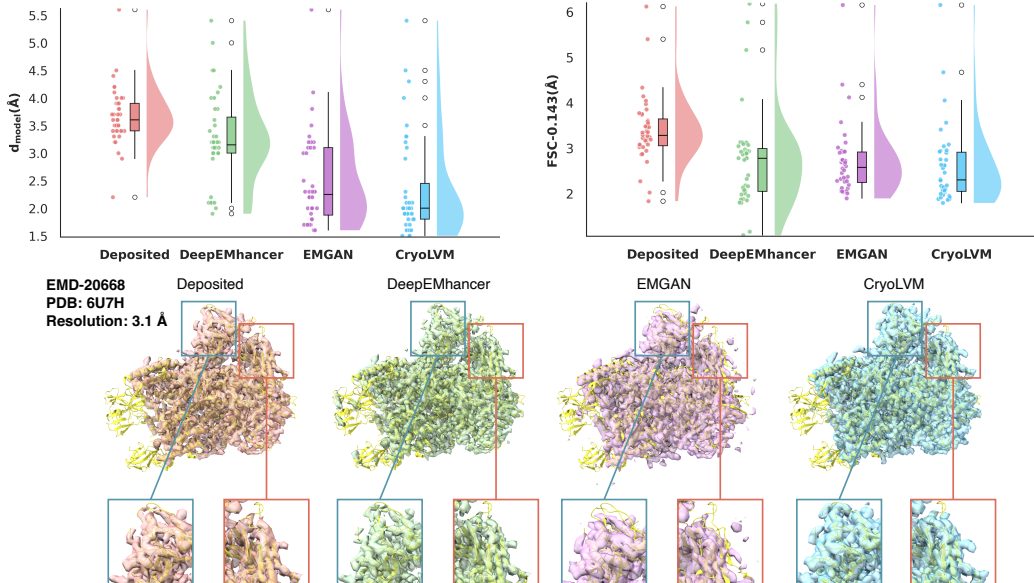 5.5
5.0
4.5
4.0
3.5
3.0
2.5
2.0
1.5
d_model(Å)
Deposited DeepEMhancer EMGAN CryoLVM
6
5
4
3
2
FSC-0.143(Å)
Deposited DeepEMhancer EMGAN CryoLVM
EMD-20668
PDB: 6U7H
Resolution: 3.1 Å
Deposited DeepEMhancer EMGAN CryoLVM